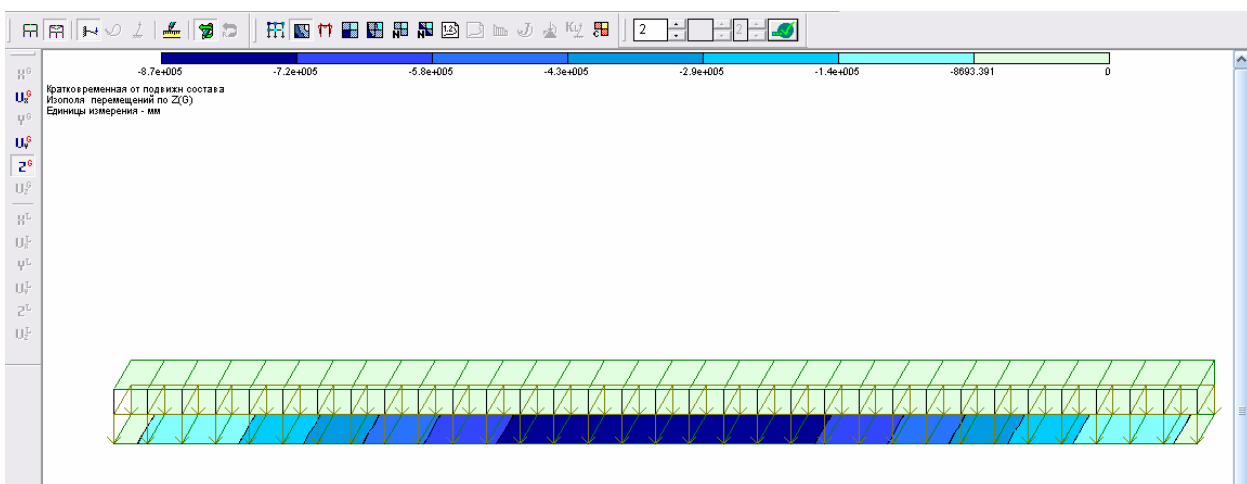 2 2
-8.7e+005 -7.2e+005 -5.8e+005 -4.3e+005 -2.9e+005 -1.4e+005 -8693.391 0
Кратковременная от подвижн состава
Изополя перемещений по Z(G)
Единицы измерения - мм